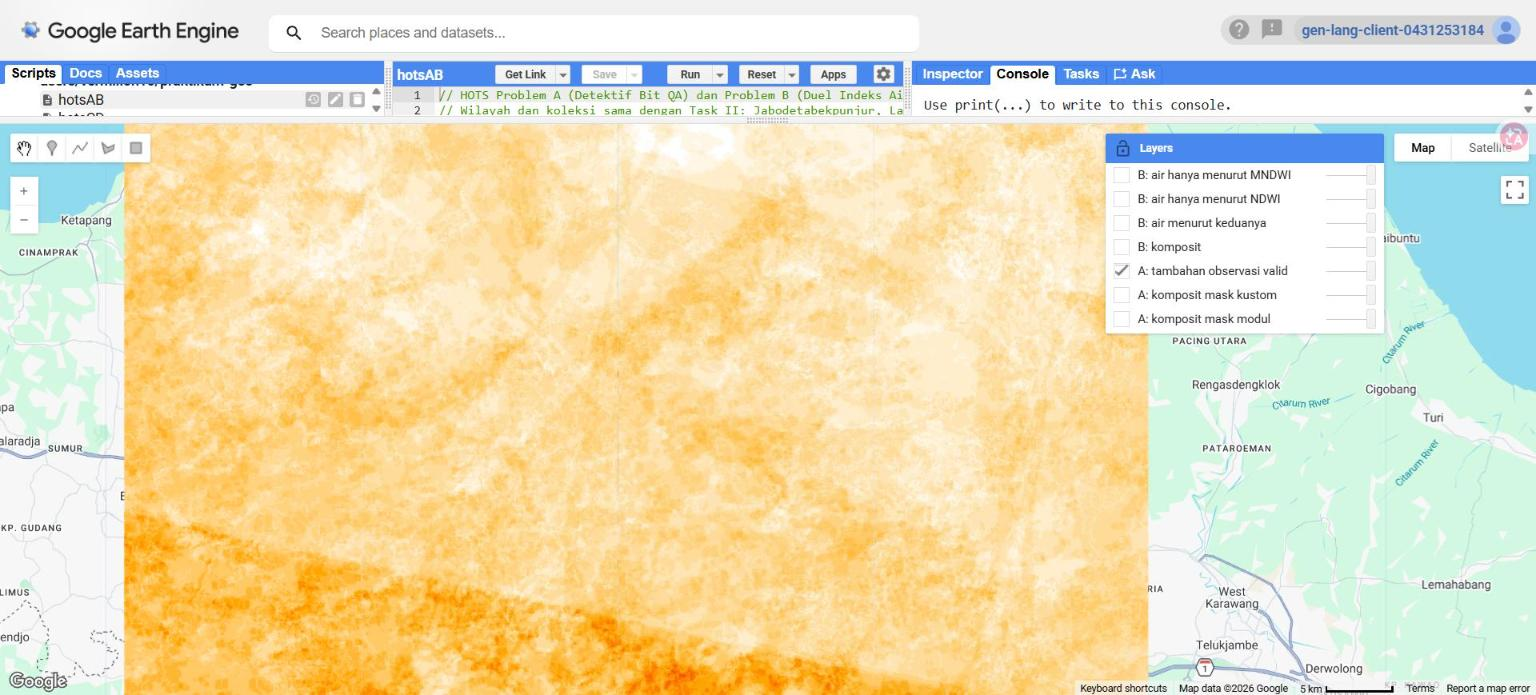 Google Earth Engine
Search places and datasets...
gen-lang-client-0431253184
Scripts
Docs
Assets
hotsAB
hotsAB
Get Link
Save
Run
Reset
Apps
1 // HOTS Problem A (Detektif Bit QA) dan Problem B (Duel Indeks Ai
2 // Wilayah dan koleksi sama dengan Task II: Jabodetabekpunjur, La
Inspector
Console
Tasks
Ask
Use print(...) to write to this console.
Layers
B: air hanya menurut MNDWI
B: air hanya menurut NDWI
B: air menurut keduanya
B: komposit
A: tambahan observasi valid
A: komposit mask kustom
A: komposit mask modul
Map
Satellite
Ketapang
CINAMPRAK
SUMUR
KP. GUDANG
aibuntu
PACING UTARA
Citarum River
Rengasdengklok
Cigobang
Citarum River
Turi
PATAROEMAN
Citarum River
West
Karawang
Lemahabang
Telukjambe
1
Derwolong
Google
Keyboard shortcuts
Map data ©2026 Google
5 km
Terms
Report a map error